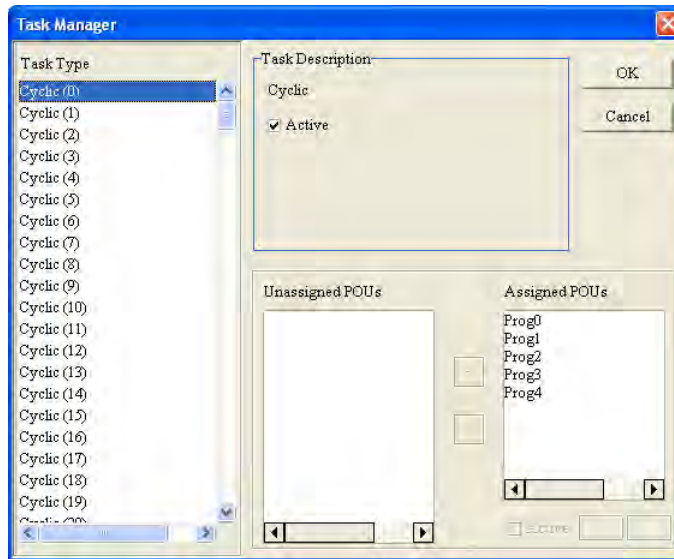 Task Manager
Task Type
Cyclic (0)
Cyclic (1)
Cyclic (2)
Cyclic (3)
Cyclic (4)
Cyclic (5)
Cyclic (6)
Cyclic (7)
Cyclic (8)
Cyclic (9)
Cyclic (10)
Cyclic (11)
Cyclic (12)
Cyclic (13)
Cyclic (14)
Cyclic (15)
Cyclic (16)
Cyclic (17)
Cyclic (18)
Cyclic (19)
Cyclic (20)
Task Description
Cyclic
Active
OK
Cancel
Unassigned POUs
Assigned POUs
Prog0
Prog1
Prog2
Prog3
Prog4